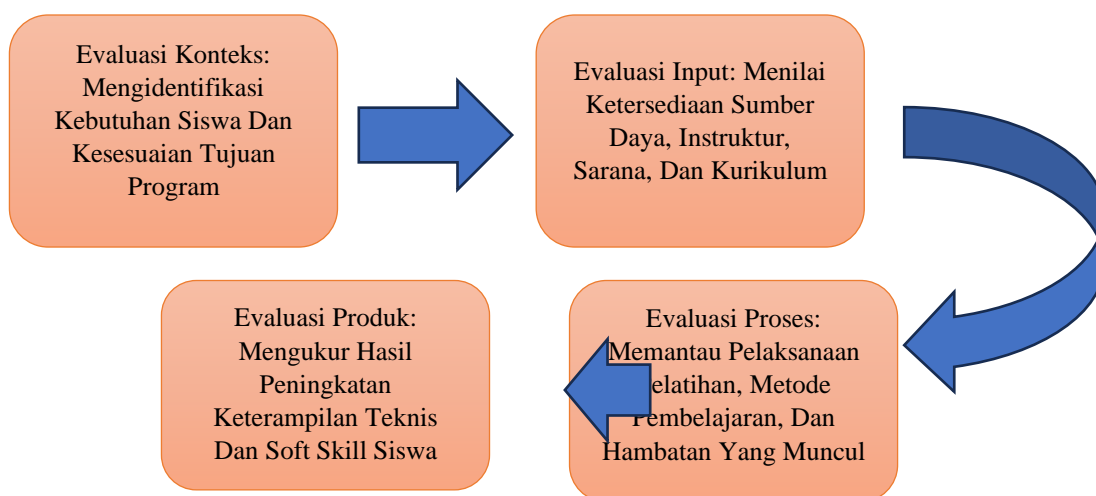 Evaluasi Konteks:
Mengidentifikasi
Kebutuhan Siswa Dan
Kesesuaian Tujuan
Program
Evaluasi Input: Menilai
Ketersediaan Sumber
Daya, Instruktur,
Sarana, Dan Kurikulum
Evaluasi Proses:
Memantau Pelaksanaan
Pelatihan, Metode
Pembelajaran, Dan
Hambatan Yang Muncul
Evaluasi Produk:
Mengukur Hasil
Peningkatan
Keterampilan Teknis
Dan Soft Skill Siswa